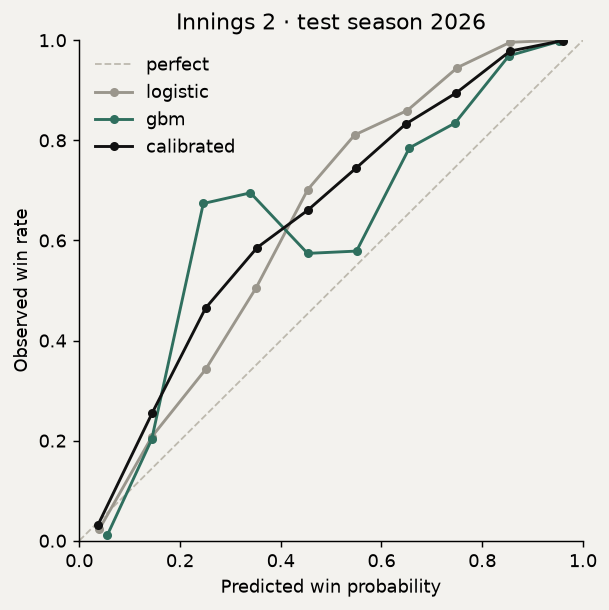 Innings 2 · test season 2026
perfect
logistic
gbm
calibrated
Observed win rate
1.0
0.8
0.6
0.4
0.2
0.0
0.0 0.2 0.4 0.6 0.8 1.0
Predicted win probability